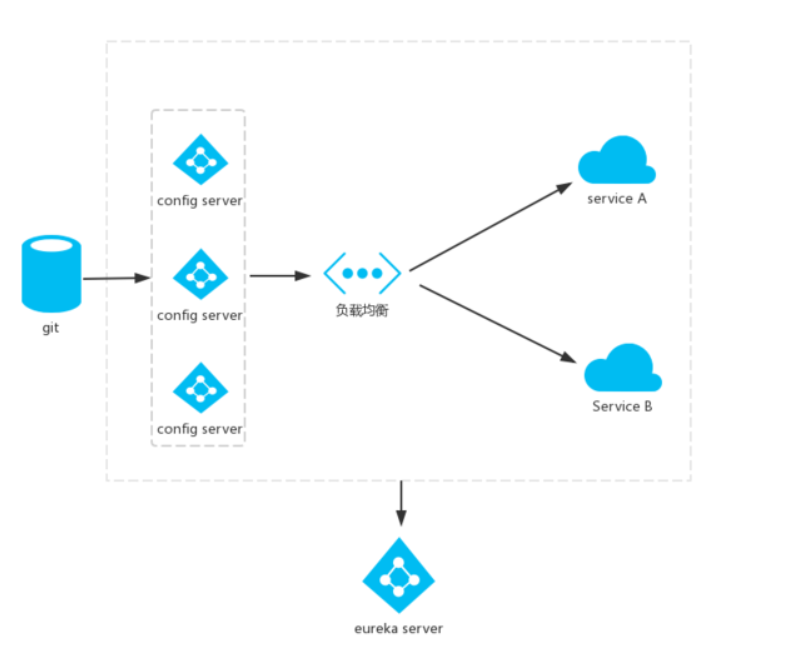 config server
service A
config server
负载均衡
git
Service B
config server
eureka server